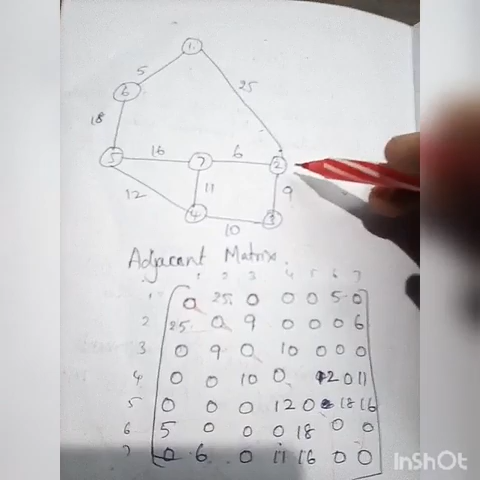 1
5
25
6
18
16
6
5
7
2
12
11
9
4
10
3
Adjacant Matrix
1 2 3 4 5 6 7
1 0 25 0 0 0 5 0
2 25 0 9 0 0 0 6
3 0 9 0 10 0 0 0
4 0 0 10 0 12 0 11
5 0 0 0 12 0 18 16
6 5 0 0 0 18 0 0
7 0 6 0 11 16 0 0
InShOt